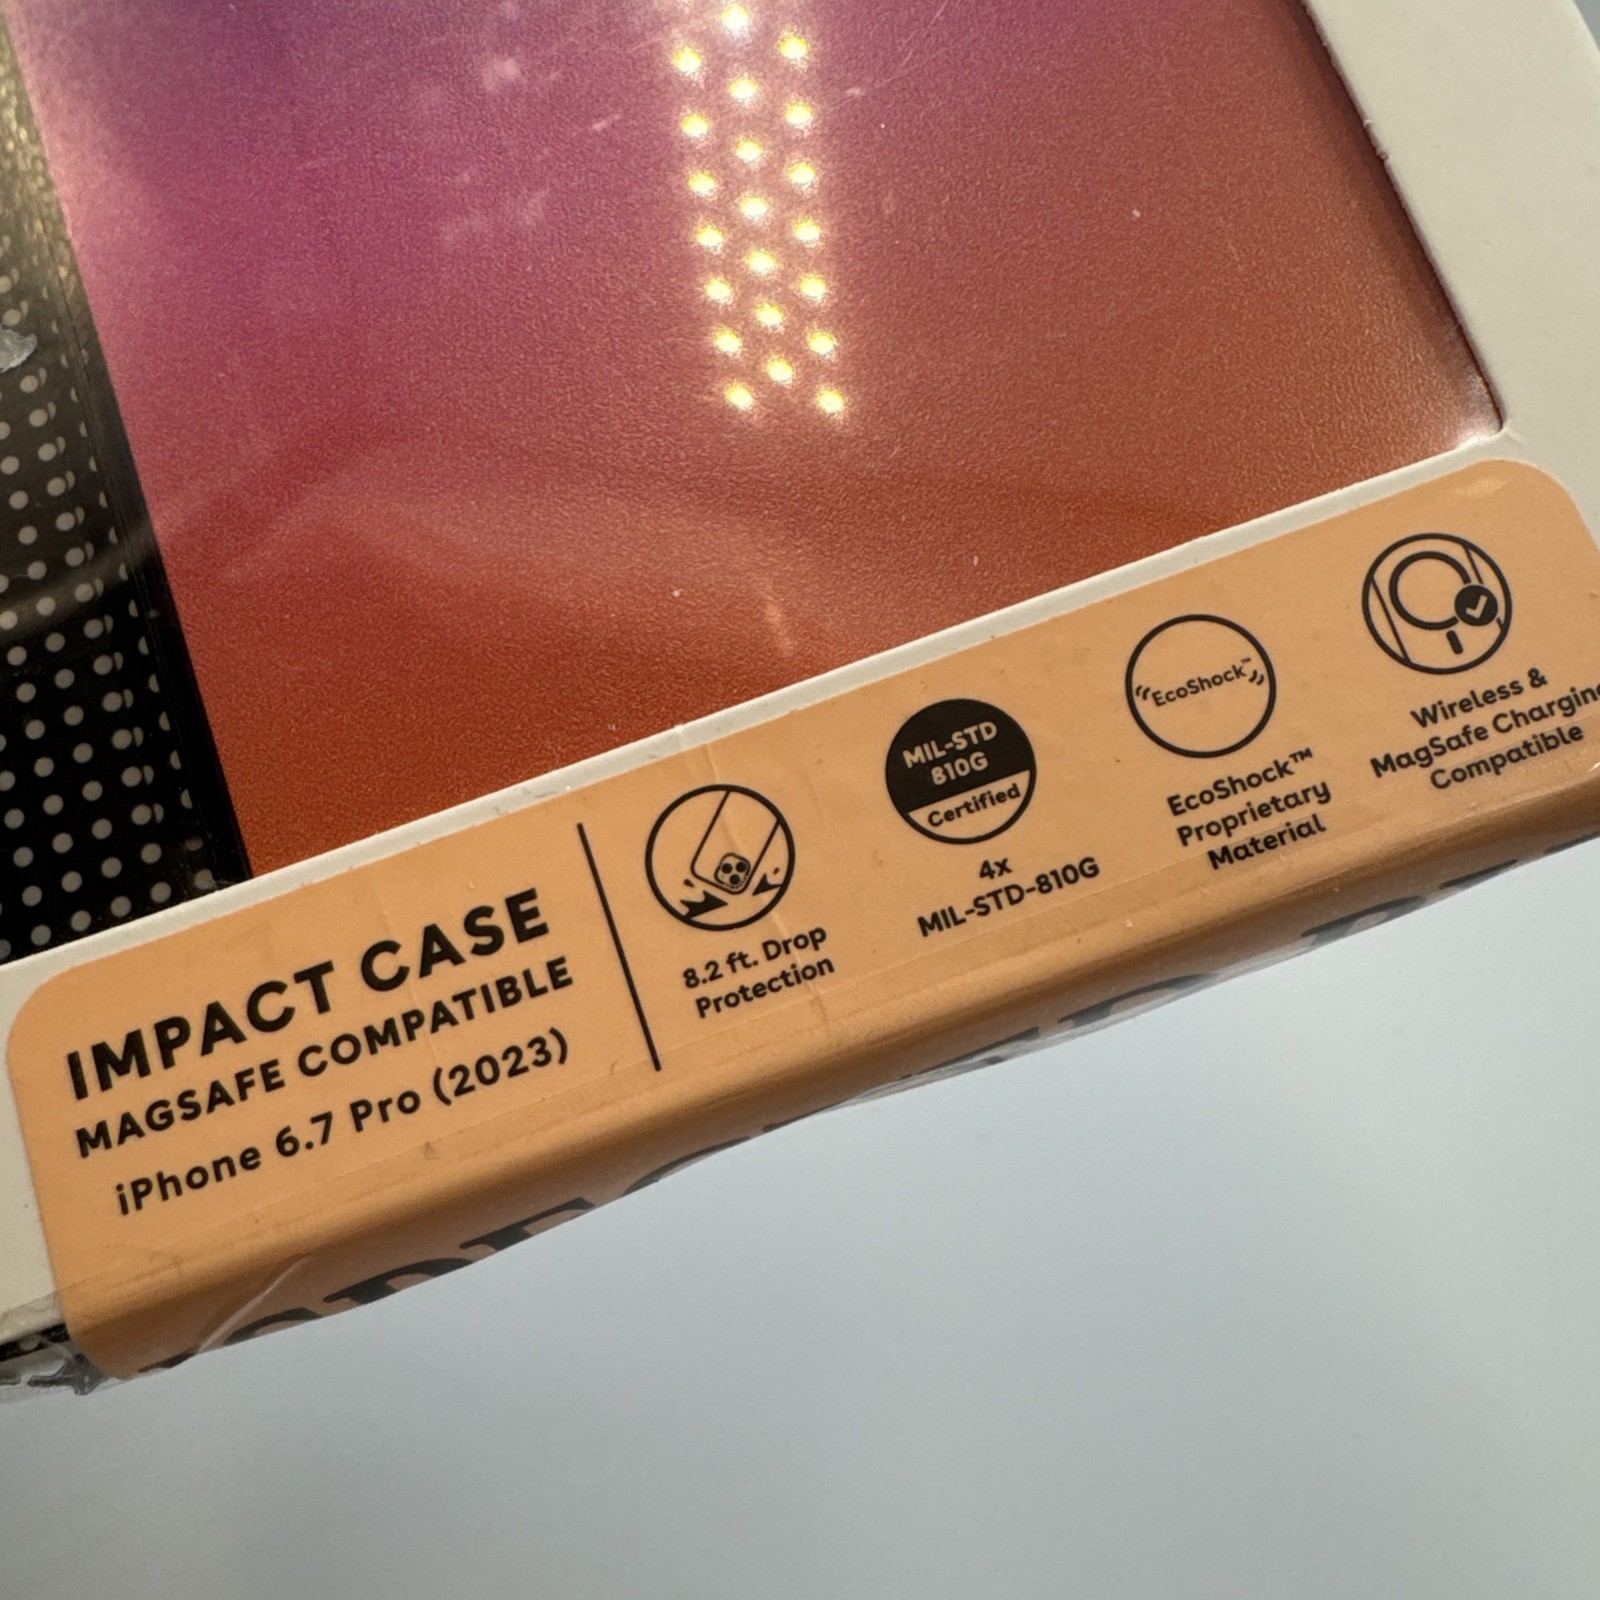 IMPACT CASE
MAGSAFE COMPATIBLE
iPhone 6.7 Pro (2023)
8.2 ft. Drop
Protection
MIL-STD
810G
Certified
4x
MIL-STD-810G
EcoShock™
EcoShock™
Proprietary
Material
Wireless &
MagSafe Charging
Compatible